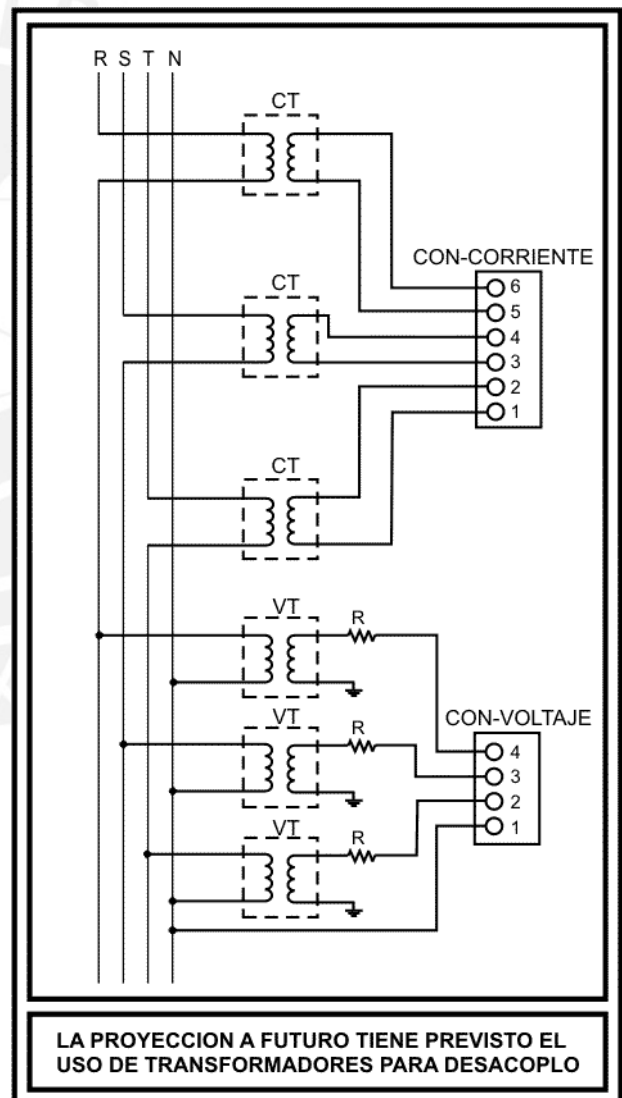 R S T N
CT
CON-CORRIENTE
6
5
CT
4
3
2
1
CT
VT
R
CON-VOLTAJE
4
VT
R
3
2
1
VT
R
LA PROYECCION A FUTURO TIENE PREVISTO EL
USO DE TRANSFORMADORES PARA DESACOPLO